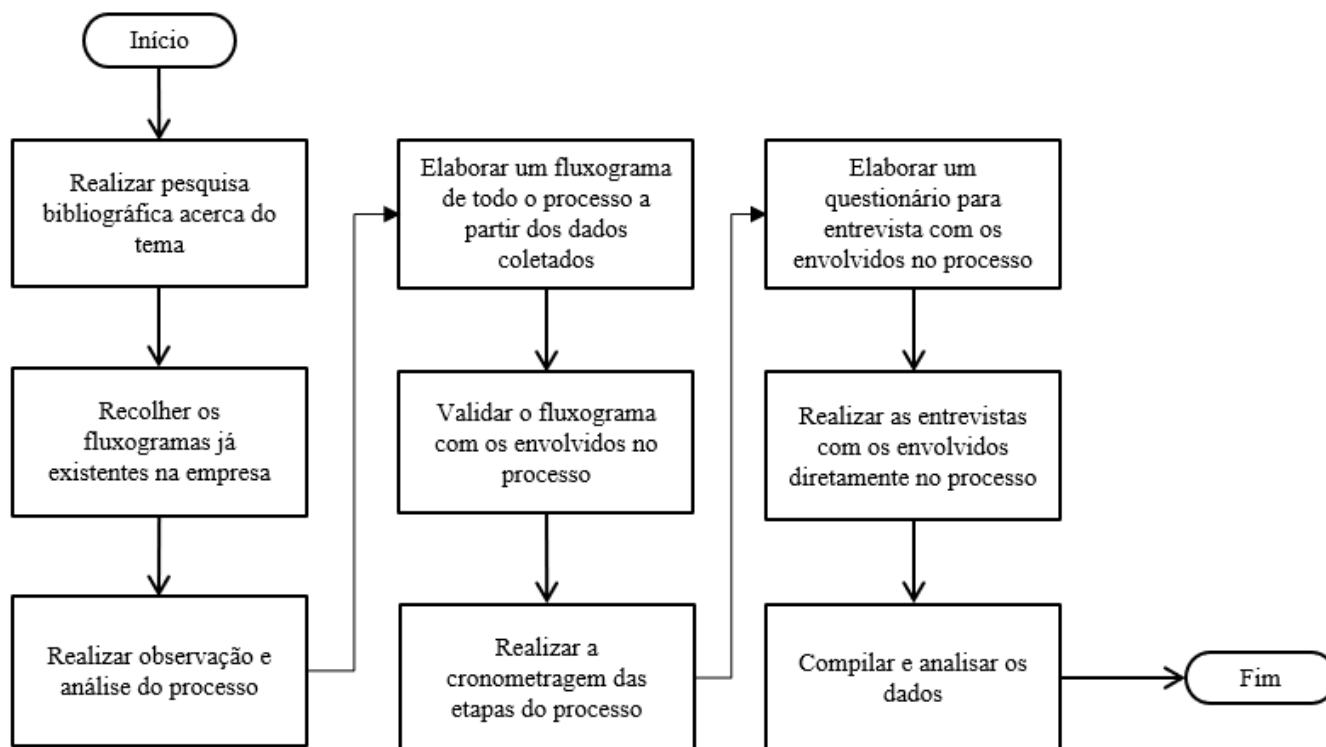 Início
Realizar pesquisa
bibliográfica acerca do
tema
Recolher os
fluxogramas já
existentes na empresa
Realizar observação e
análise do processo
Elaborar um fluxograma
de todo o processo a
partir dos dados
coletados
Validar o fluxograma
com os envolvidos no
processo
Realizar a
cronometragem das
etapas do processo
Elaborar um
questionário para
entrevista com os
envolvidos no processo
Realizar as entrevistas
com os envolvidos
diretamente no processo
Compilar e analisar os
dados
Fim